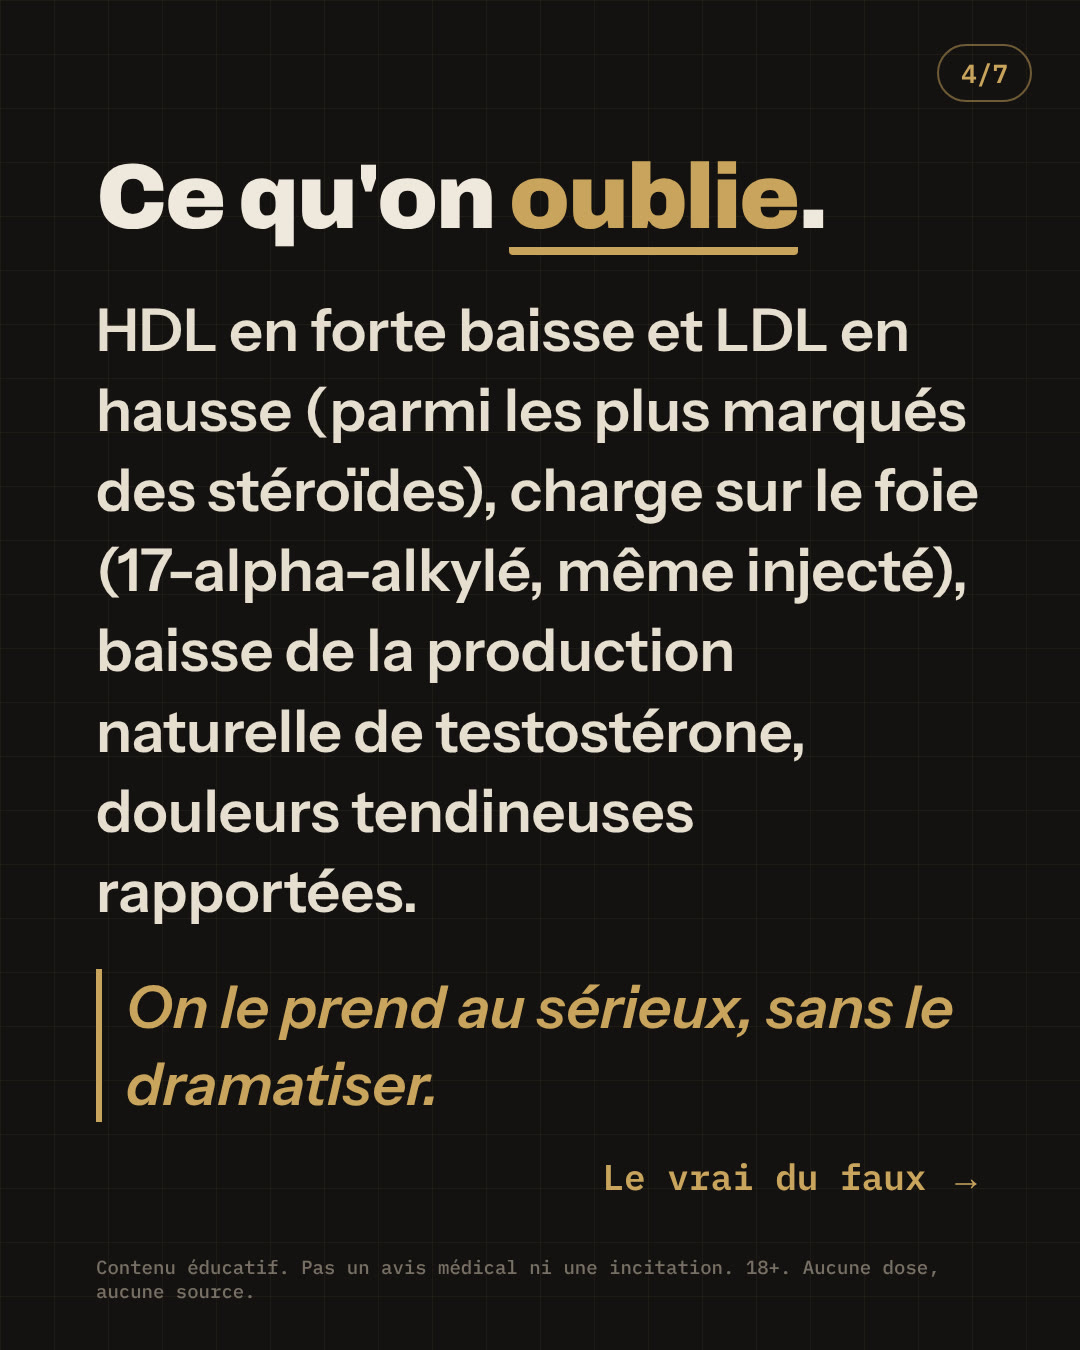 4/7
Ce qu'on oublie.
HDL en forte baisse et LDL en
hausse (parmi les plus marqués
des stéroïdes), charge sur le foie
(17-alpha-alkylé, même injecté),
baisse de la production
naturelle de testostérone,
douleurs tendineuses
rapportées.
On le prend au sérieux, sans le
dramatiser.
Le vrai du faux →
Contenu éducatif. Pas un avis médical ni une incitation. 18+. Aucune dose,
aucune source.